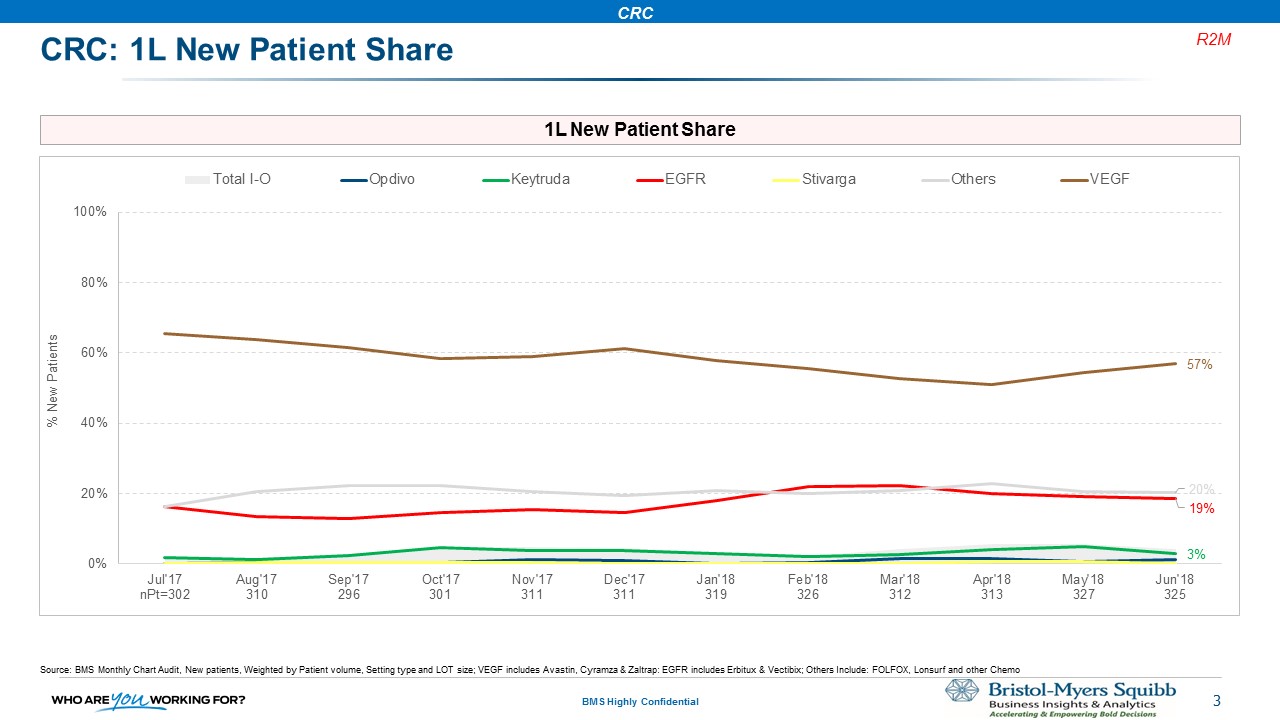 CRC
CRC: 1L New Patient Share
R2M
1L New Patient Share
Total I-O Opdivo Keytruda EGFR Stivarga Others VEGF
100%
80%
60%
40%
20%
0%
% New Patients
57%
20%
19%
3%
Jul'17 Aug'17 Sep'17 Oct'17 Nov'17 Dec'17 Jan'18 Feb'18 Mar'18 Apr'18 May'18 Jun'18
nPt=302 310 296 301 311 311 319 326 312 313 327 325
Source: BMS Monthly Chart Audit, New patients, Weighted by Patient volume, Setting type and LOT size; VEGF includes Avastin, Cyramza & Zaltrap: EGFR includes Erbitux & Vectibix; Others Include: FOLFOX, Lonsurf and other Chemo
WHO ARE you WORKING FOR?
BMS Highly Confidential
Bristol-Myers Squibb
Business Insights & Analytics
Accelerating & Empowering Bold Decisions
3